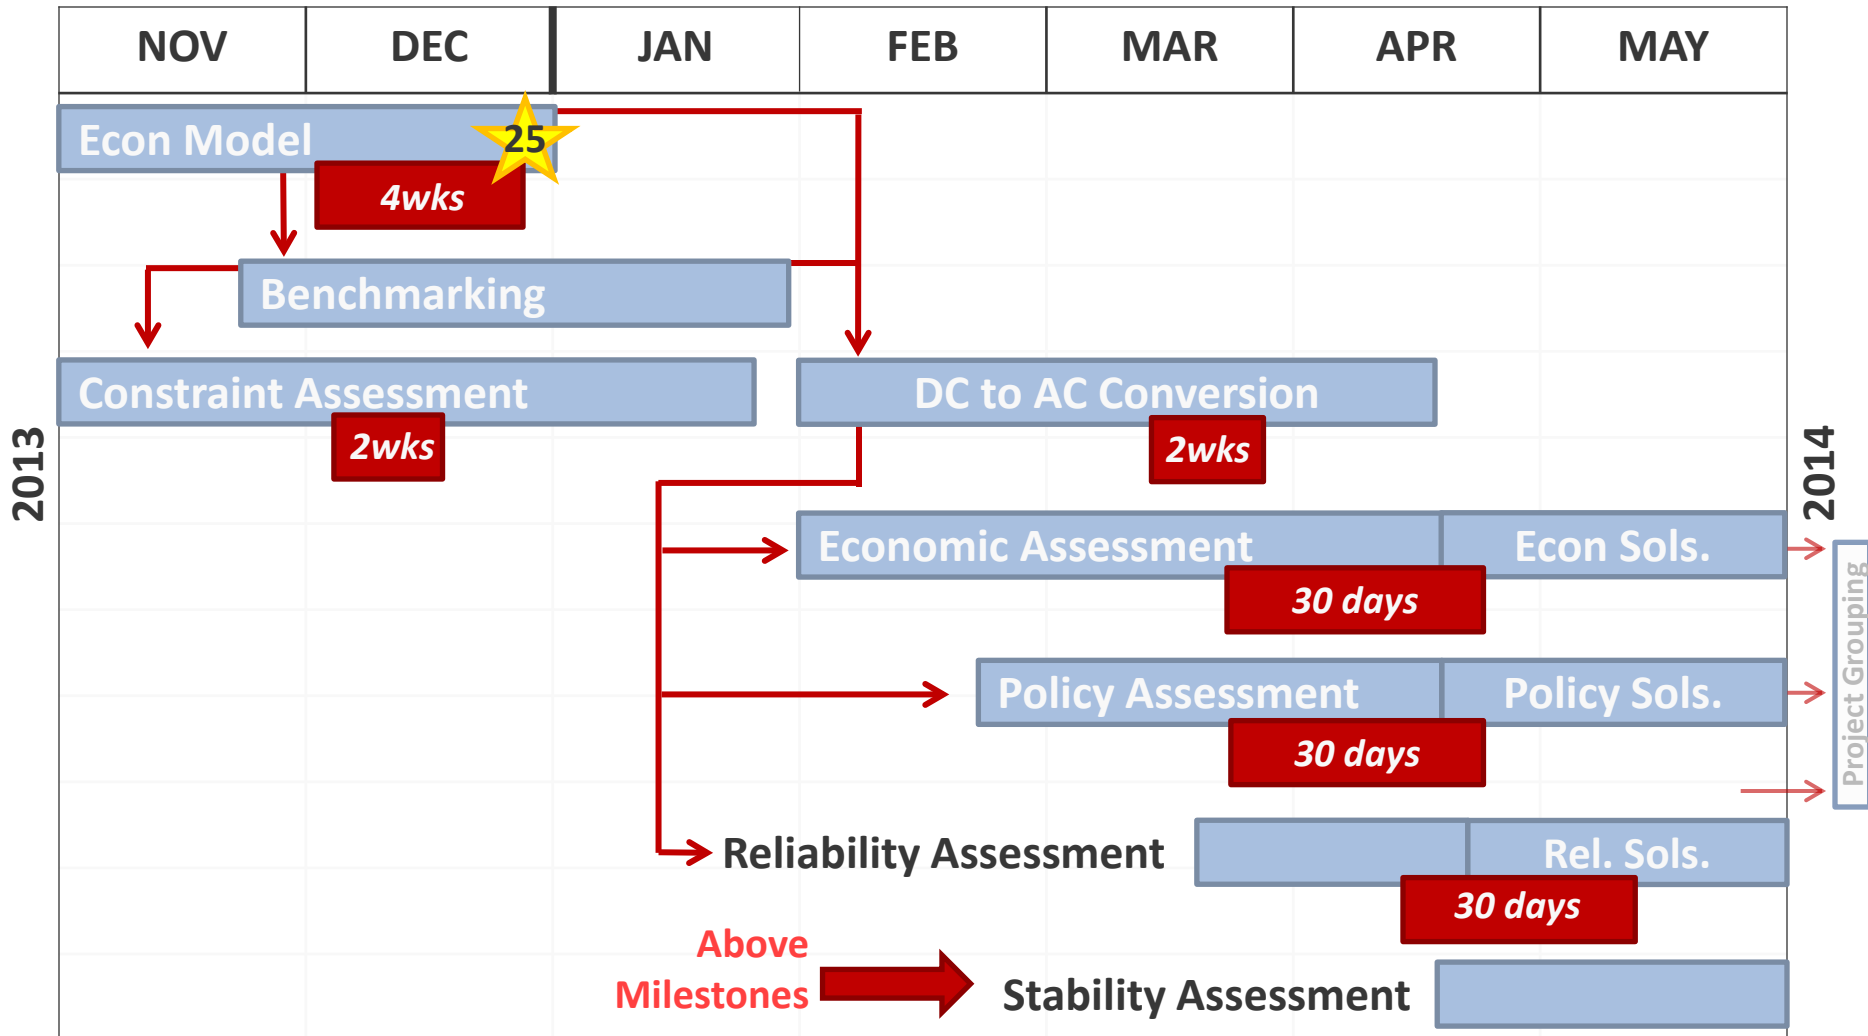 NOV DEC JAN FEB MAR APR MAY
Econ Model 25
4wks
Benchmarking
Constraint Assessment DC to AC Conversion
2wks 2wks
2013
2014
Economic Assessment Econ Sols.
30 days
Project Grouping
Policy Assessment Policy Sols.
30 days
Reliability Assessment Rel. Sols.
30 days
Above
Milestones
Stability Assessment